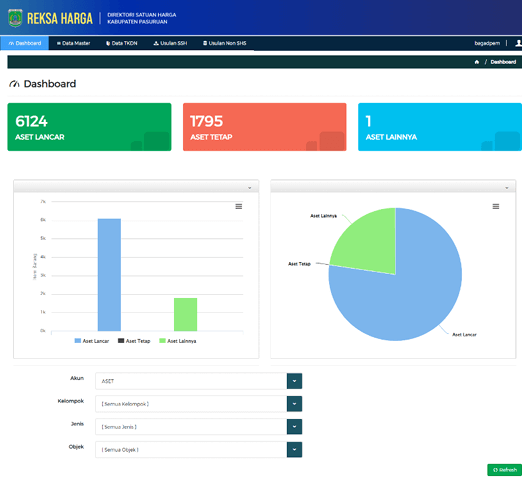 REKSA HARGA
DIREKTORI SATUAN HARGA
KABUPATEN PASURUAN
Dashboard
Data Master
Data TKDN
Usulan SSH
Usulan Non SHS
bagadpem
/ Dashboard
Dashboard
6124
ASET LANCAR
1795
ASET TETAP
1
ASET LAINNYA
7k
6k
5k
4k
3k
2k
1k
0k
Aset Lancar
Aset Tetap
Aset Lainnya
Aset Lainnya
Aset Tetap
Aset Lancar
Akun
ASET
Kelompok
[ Semua Kelompok ]
Jenis
[ Semua Jenis ]
Objek
[ Semua Objek ]
Refresh